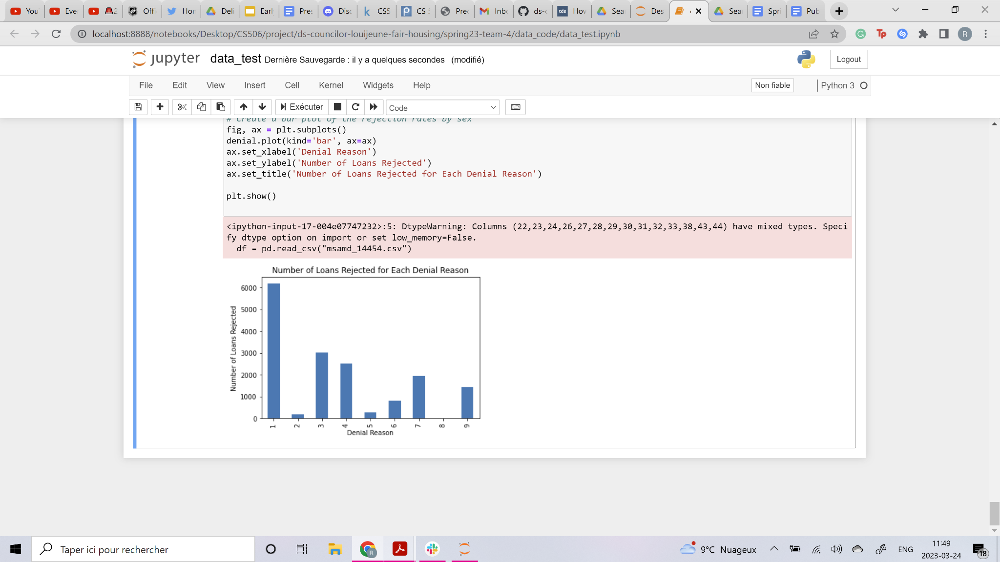 You
Eve
2
Offi
Hor
Deli
Earl
Pres
Disc
k
CS5
CS
Prec
Inbo
ds-c
tds
How
Sea
Des
Sear
Spri
Pub
localhost:8888/notebooks/Desktop/CS506/project/ds-councilor-louijeune-fair-housing/spring23-team-4/data_code/data_test.ipynb
G
Tp
R
jupyter data_test Dernière Sauvegarde : il y a quelques secondes (modifié)
Logout
File Edit View Insert Cell Kernel Widgets Help
Non fiable
Python 3
Exécuter
Code
# Create a bar plot of the rejection rates by sex
fig, ax = plt.subplots()
denial.plot(kind='bar', ax=ax)
ax.set_xlabel('Denial Reason')
ax.set_ylabel('Number of Loans Rejected')
ax.set_title('Number of Loans Rejected for Each Denial Reason')
plt.show()
<ipython-input-17-004e07747232>:5: DtypeWarning: Columns (22,23,24,26,27,28,29,30,31,32,33,38,43,44) have mixed types. Speci
fy dtype option on import or set low_memory=False.
df = pd.read_csv("msamd_14454.csv")
Number of Loans Rejected for Each Denial Reason
Number of Loans Rejected
6000
5000
4000
3000
2000
1000
0
1 2 3 4 5 6 7 8 9
Denial Reason
Taper ici pour rechercher
R
9°C Nuageux
ENG
11:49
2023-03-24
18